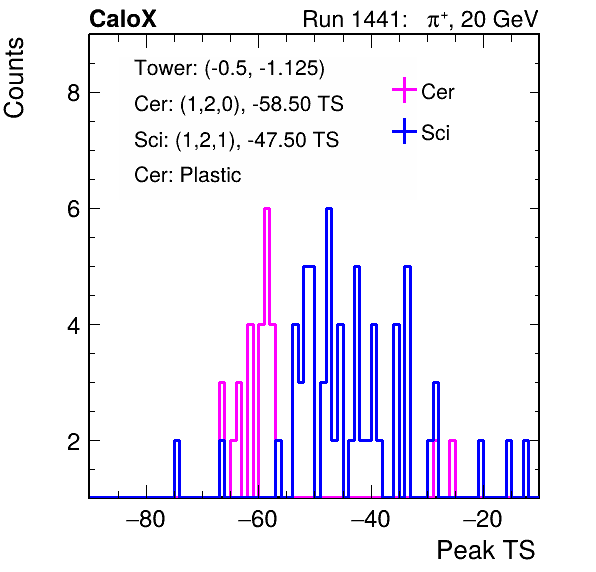 CaloX Run 1441: π⁺, 20 GeV
Counts
Tower: (-0.5, -1.125)
Cer: (1,2,0), -58.50 TS
Sci: (1,2,1), -47.50 TS
Cer: Plastic
Cer
Sci
8
6
4
2
−80 −60 −40 −20
Peak TS